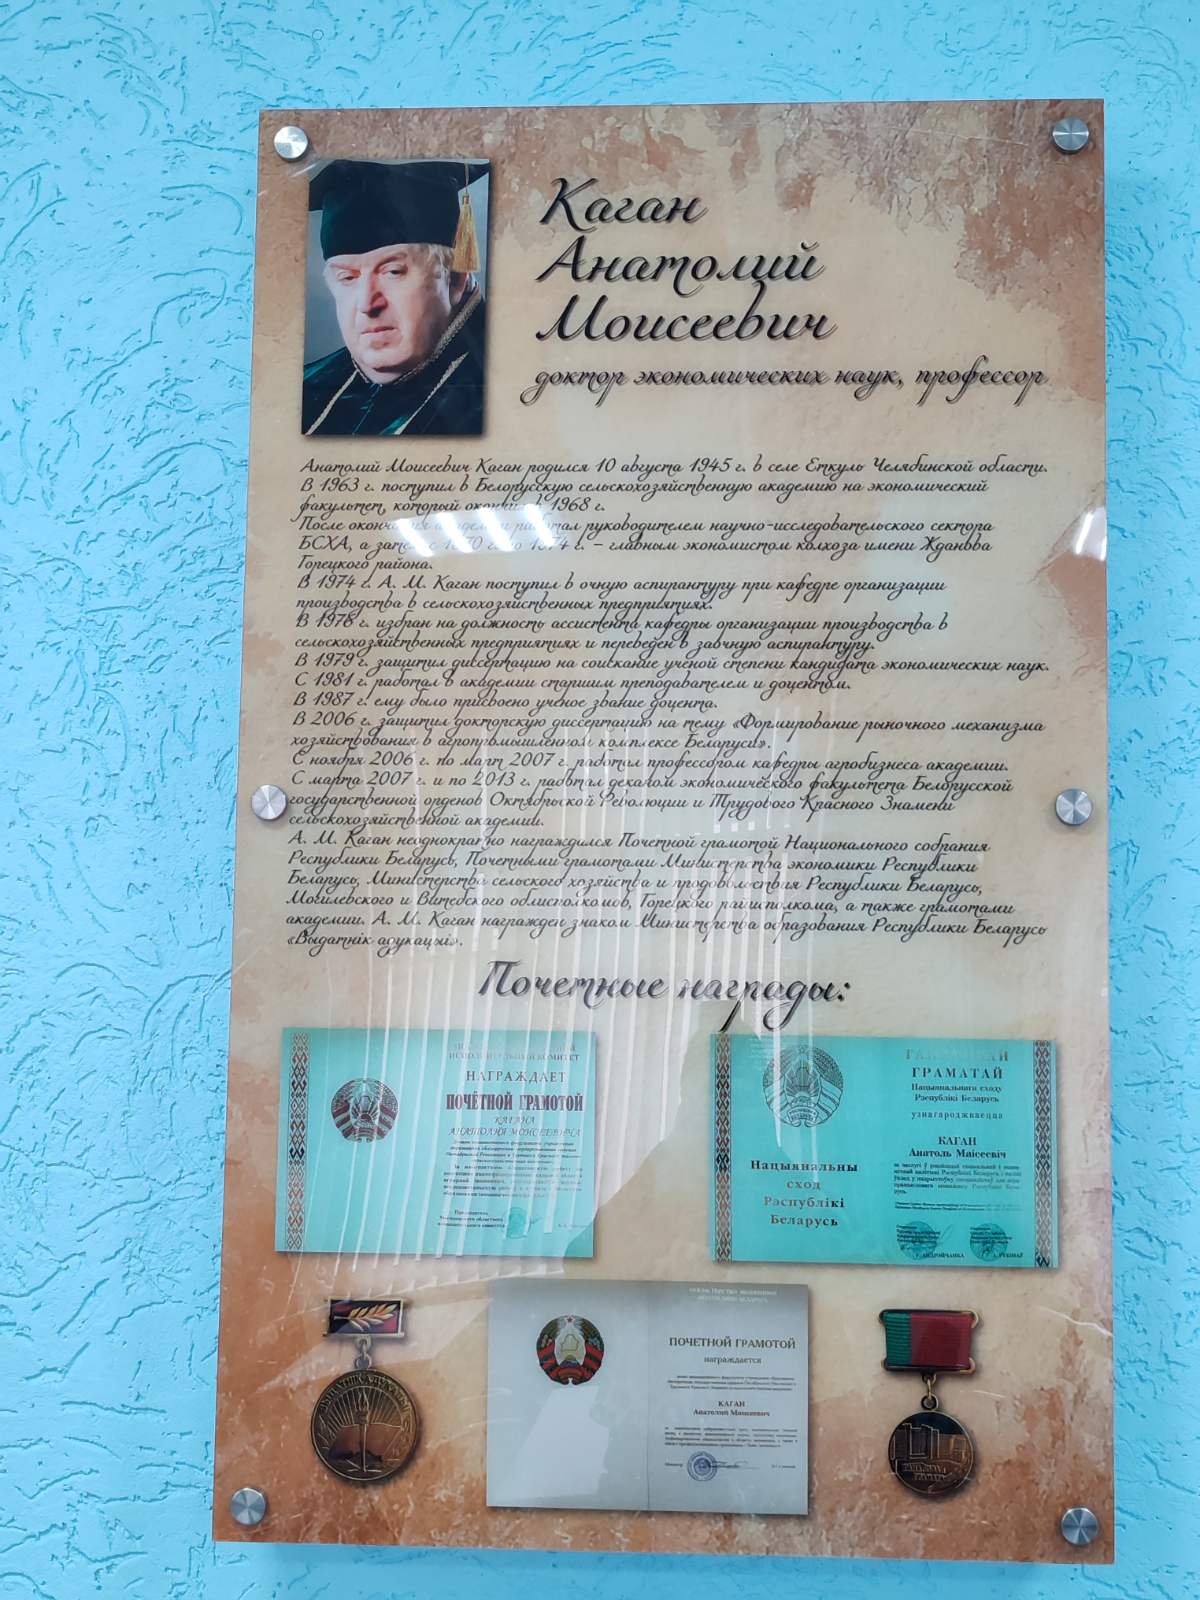 Каган
Анатолий
Моисеевич
доктор экономических наук, профессор
Анатолий Моисеевич Каган родился 10 августа 1945 г. в селе Еткуль Челябинской области.
В 1963 г. поступил в Белорусскую сельскохозяйственную академию на экономический
факультет, который окончил в 1968 г.
После окончания академии работал руководителем научно-исследовательского сектора
БСХА, а затем с 1970 г. по 1974 г. – главным экономистом колхоза имени Жданова
Горецкого района.
В 1974 г. А. М. Каган поступил в очную аспирантуру при кафедре организации
производства в сельскохозяйственных предприятиях.
В 1978 г. избран на должность ассистента кафедры организации производства в
сельскохозяйственных предприятиях и переведен в заочную аспирантуру.
В 1979 г. защитил диссертацию на соискание ученой степени кандидата экономических наук.
С 1981 г. работал в академии старшим преподавателем и доцентом.
В 1987 г. ему было присвоено ученое звание доцента.
В 2006 г. защитил докторскую диссертацию на тему «Формирование рыночного механизма
хозяйствования в агропромышленном комплексе Беларуси».
С ноября 2006 г. по март 2007 г. работал профессором кафедры агробизнеса академии.
С марта 2007 г. и по 2013 г. работал деканом экономического факультета Белорусской
государственной орденов Октябрьской Революции и Трудового Красного Знамени
сельскохозяйственной академии.
А. М. Каган неоднократно награждался Почетной грамотой Национального собрания
Республики Беларусь, Почетными грамотами Министерства экономики Республики
Беларусь, Министерства сельского хозяйства и продовольствия Республики Беларусь,
Могилевского и Витебского облисполкомов, Горецкого райисполкома, а также грамотами
академии. А. М. Каган награжден знаком Министерства образования Республики Беларусь
«Выдатнік адукацыі».
Почетные награды:
ИСПОЛНИТЕЛЬНЫЙ КОМИТЕТ
НАГРАЖДАЕТ
ПОЧЁТНОЙ ГРАМОТОЙ
КАГАНА
АНАТОЛИЯ МОИСЕЕВИЧА
Нацыянальны
сход
Рэспублікі
Беларусь
ГРАМАТАЙ
Нацыянальнага сходу
Рэспублікі Беларусь
узнагароджваецца
КАГАН
Анатоль Маісеевіч
ПОЧЕТНОЙ ГРАМОТОЙ
награждается
КАГАН
Анатолий Моисеевич
Министр